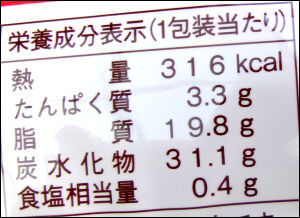 栄養成分表示(1包装当たり)
熱量 316kcal
たんぱく質 3.3g
脂質 19.8g
炭水化物 31.1g
食塩相当量 0.4g